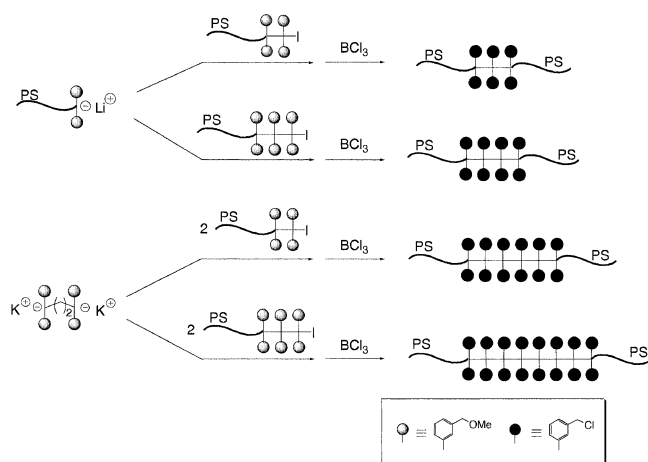 PS I BCl3 PS PS
PS ⊖ Li⊕
PS I BCl3 PS PS
2 PS I BCl3 PS PS
K⊕ ⊖ ( )2 ⊖ K⊕
2 PS I BCl3 PS PS
≡ OMe ≡ Cl